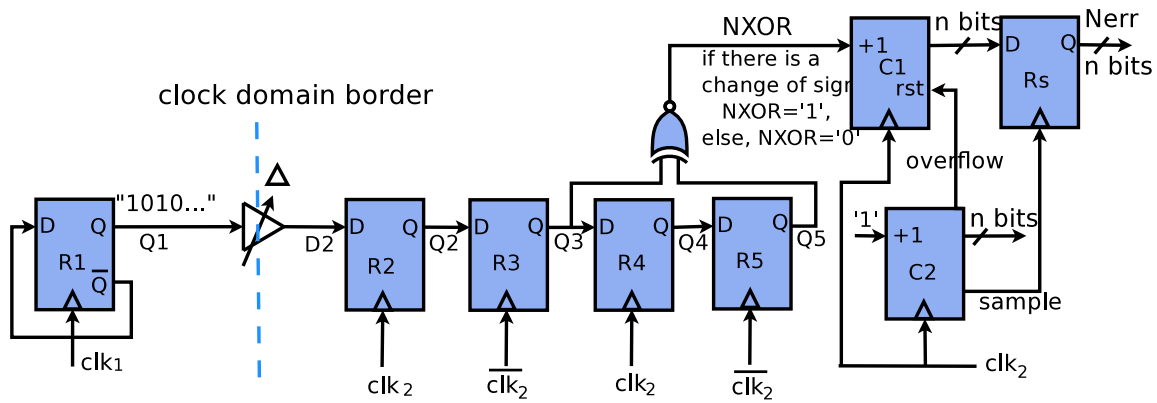 clock domain border
Δ
"1010..."
D Q
R1
Q̅
Q1
clk1
D2
D Q
R2
clk2
Q2
D Q
R3
c̅l̅k̅2̅
Q3
D Q
R4
clk2
Q4
D Q
R5
c̅l̅k̅2̅
Q5
NXOR
if there is a
change of sign
NXOR='1',
else, NXOR='0'
+1
C1
rst
n bits
D Q
Rs
Nerr
n bits
overflow
'1'
+1
C2
n bits
sample
clk2